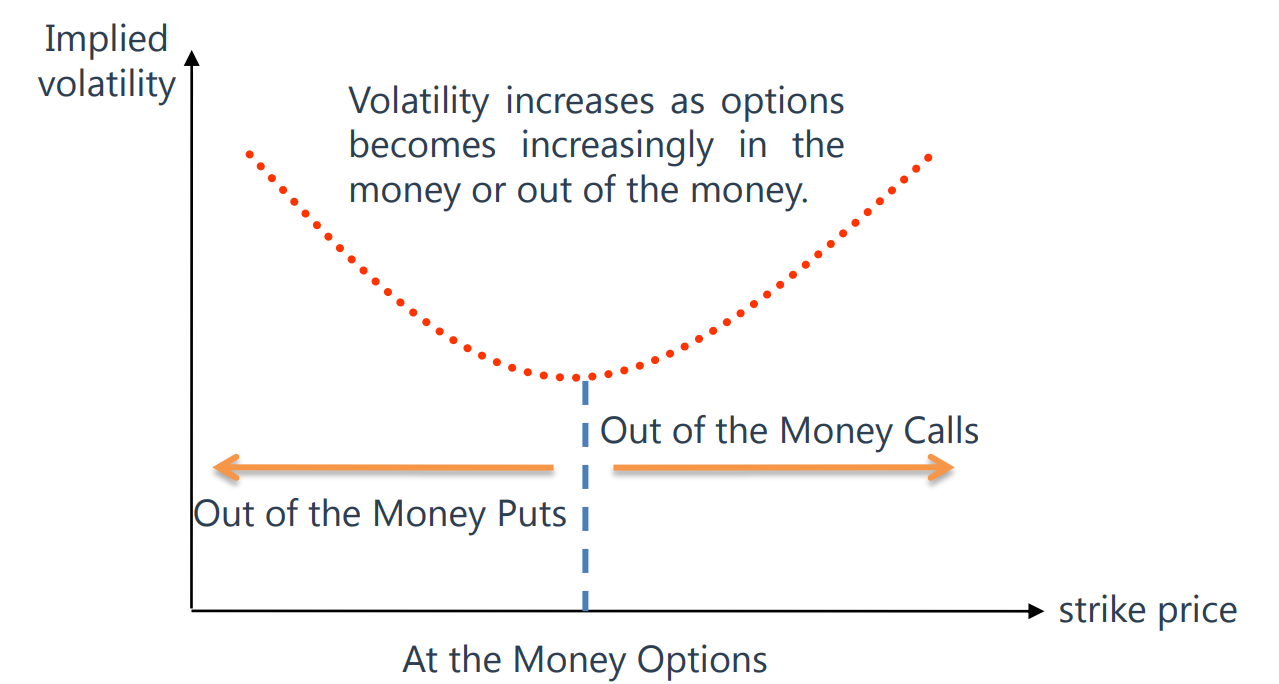 Implied
volatility
Volatility increases as options
becomes increasingly in the
money or out of the money.
Out of the Money Calls
Out of the Money Puts
strike price
At the Money Options